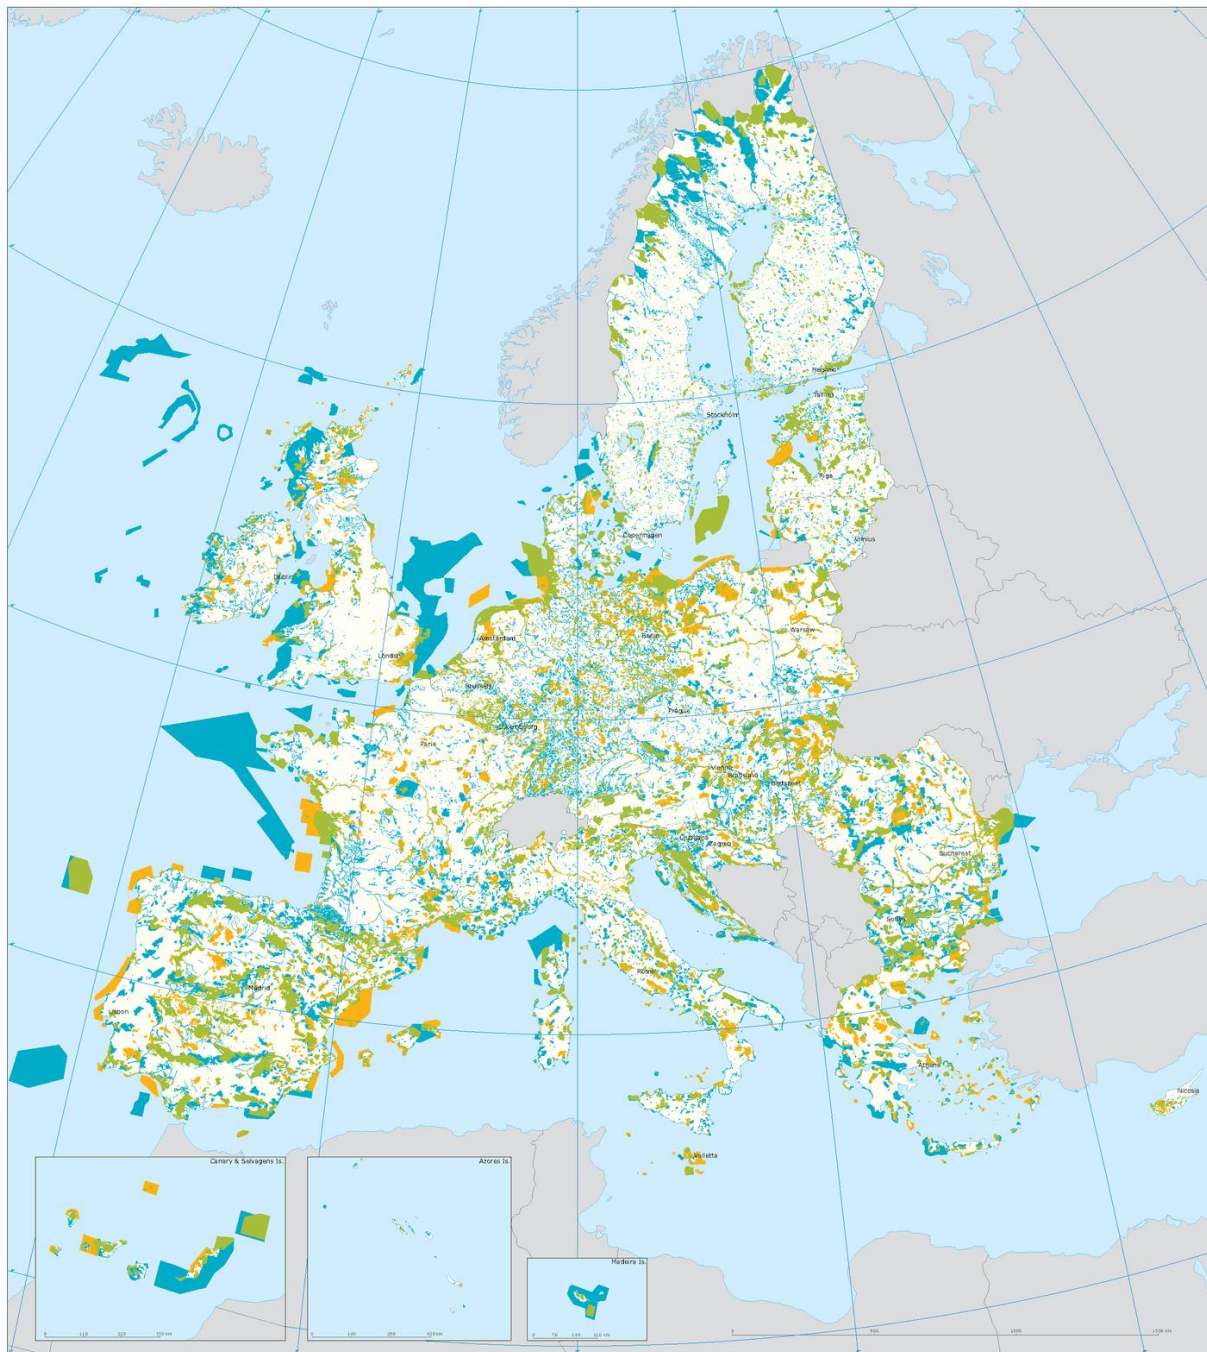 Helsinki
Tallinn
Stockholm
Riga
Copenhagen
Vilnius
Dublin
Amsterdam
Berlin
Warsaw
London
Brussels
Prague
Luxembourg
Paris
Vienna
Bratislava
Budapest
Ljubljana
Zagreb
Bucharest
Sofia
Rome
Madrid
Lisbon
Athens
Nicosia
Valletta
Canary & Selvagens Is.
Azores Is.
Madeira Is.